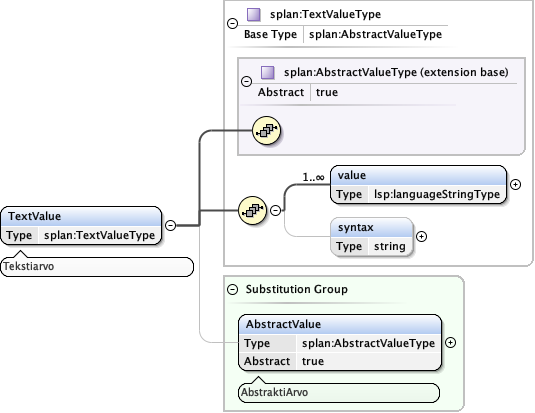 splan:TextValueType
Base Type splan:AbstractValueType
splan:AbstractValueType (extension base)
Abstract true
1..∞
value
Type lsp:languageStringType
TextValue
Type splan:TextValueType
Tekstiarvo
syntax
Type string
Substitution Group
AbstractValue
Type splan:AbstractValueType
Abstract true
AbstraktiArvo